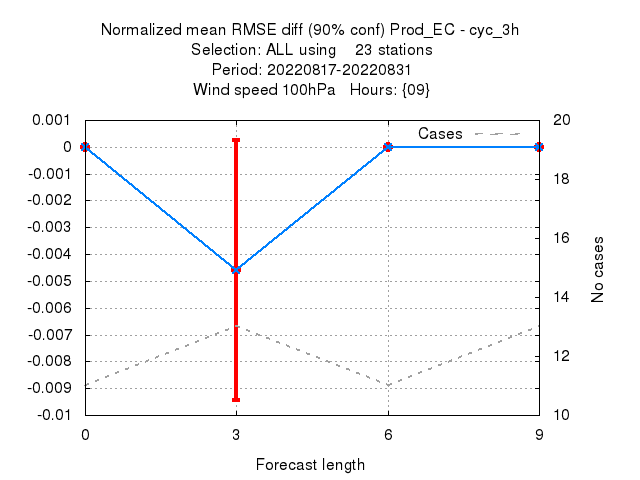 Normalized mean RMSE diff (90% conf) Prod_EC - cyc_3h
Selection: ALL using 23 stations
Period: 20220817-20220831
Wind speed 100hPa Hours: {09}
Cases
0.001
0
-0.001
-0.002
-0.003
-0.004
-0.005
-0.006
-0.007
-0.008
-0.009
-0.01
20
18
16
14
12
10
No cases
0 3 6 9
Forecast length